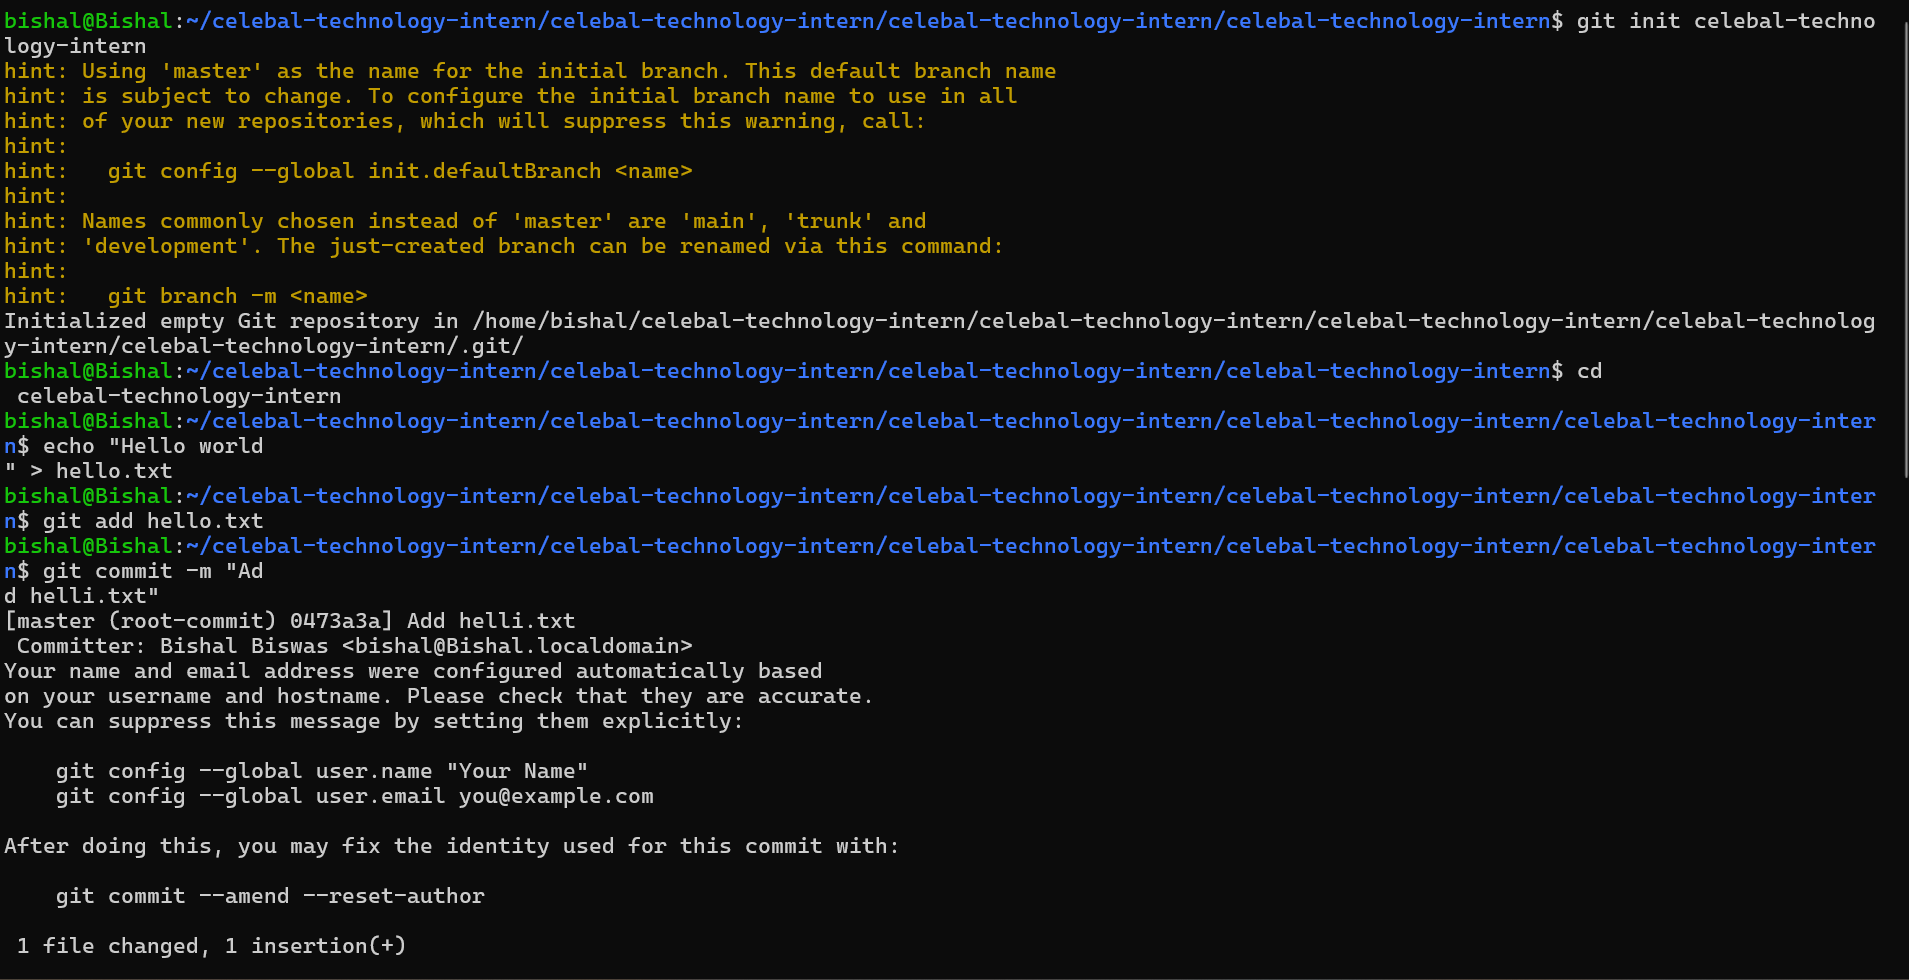 bishal@Bishal:~/celebal-technology-intern/celebal-technology-intern/celebal-technology-intern/celebal-technology-intern$ git init celebal-techno
logy-intern
hint: Using 'master' as the name for the initial branch. This default branch name
hint: is subject to change. To configure the initial branch name to use in all
hint: of your new repositories, which will suppress this warning, call:
hint:
hint:   git config --global init.defaultBranch <name>
hint:
hint: Names commonly chosen instead of 'master' are 'main', 'trunk' and
hint: 'development'. The just-created branch can be renamed via this command:
hint:
hint:   git branch -m <name>
Initialized empty Git repository in /home/bishal/celebal-technology-intern/celebal-technology-intern/celebal-technology-intern/celebal-technolog
y-intern/celebal-technology-intern/.git/
bishal@Bishal:~/celebal-technology-intern/celebal-technology-intern/celebal-technology-intern/celebal-technology-intern$ cd
 celebal-technology-intern
bishal@Bishal:~/celebal-technology-intern/celebal-technology-intern/celebal-technology-intern/celebal-technology-intern/celebal-technology-inter
n$ echo "Hello world
" > hello.txt
bishal@Bishal:~/celebal-technology-intern/celebal-technology-intern/celebal-technology-intern/celebal-technology-intern/celebal-technology-inter
n$ git add hello.txt
bishal@Bishal:~/celebal-technology-intern/celebal-technology-intern/celebal-technology-intern/celebal-technology-intern/celebal-technology-inter
n$ git commit -m "Ad
d helli.txt"
[master (root-commit) 0473a3a] Add helli.txt
 Committer: Bishal Biswas <bishal@Bishal.localdomain>
Your name and email address were configured automatically based
on your username and hostname. Please check that they are accurate.
You can suppress this message by setting them explicitly:

    git config --global user.name "Your Name"
    git config --global user.email you@example.com

After doing this, you may fix the identity used for this commit with:

    git commit --amend --reset-author

 1 file changed, 1 insertion(+)